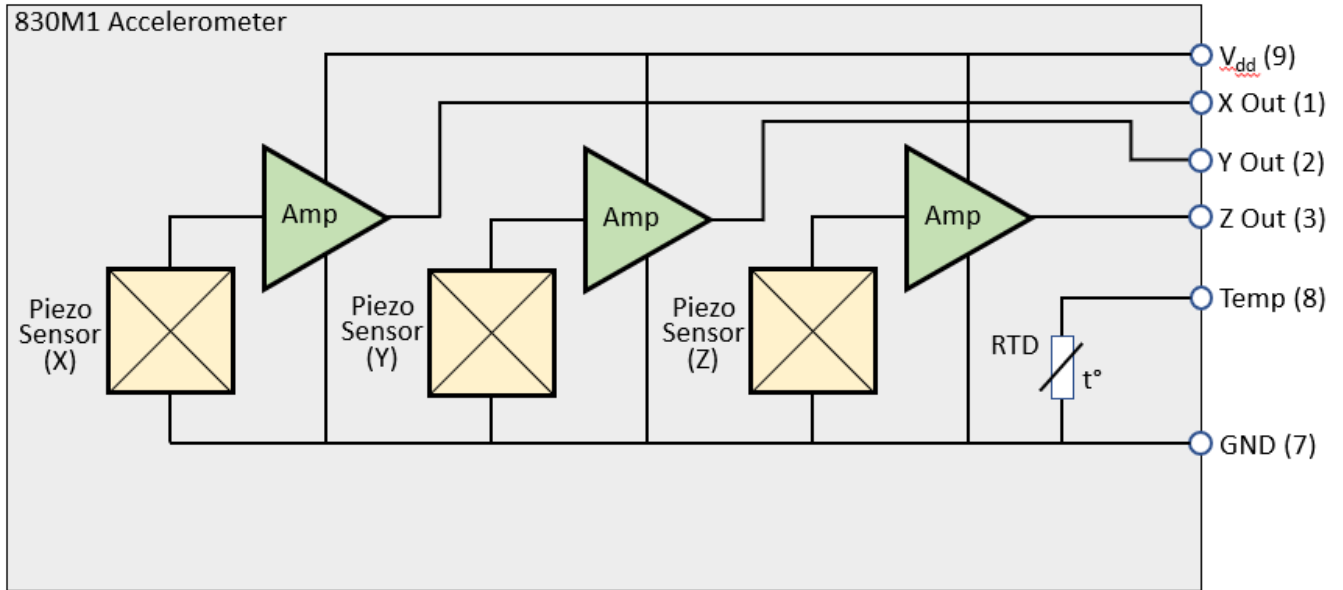 830M1 Accelerometer
Vdd (9)
X Out (1)
Y Out (2)
Z Out (3)
Temp (8)
GND (7)
Amp
Amp
Amp
Piezo
Sensor
(X)
Piezo
Sensor
(Y)
Piezo
Sensor
(Z)
RTD
t°